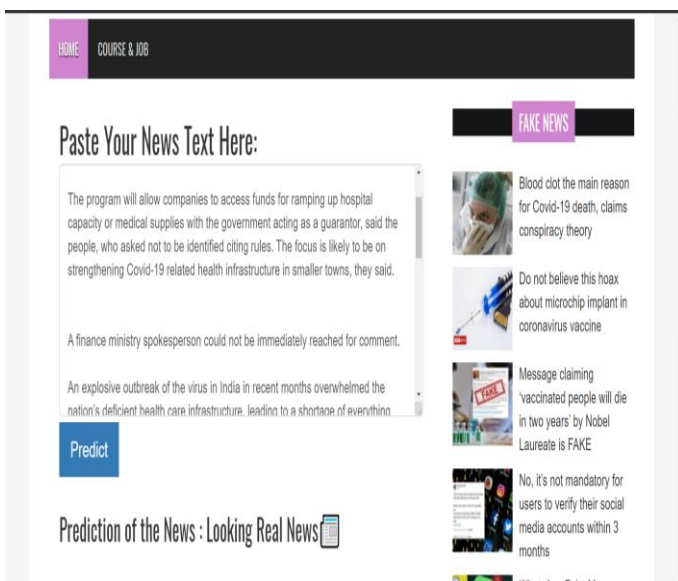 HOME COURSE & JOB
Paste Your News Text Here:
The program will allow companies to access funds for ramping up hospital
capacity or medical supplies with the government acting as a guarantor, said the
people, who asked not to be identified citing rules. The focus is likely to be on
strengthening Covid-19 related health infrastructure in smaller towns, they said.
A finance ministry spokesperson could not be immediately reached for comment.
An explosive outbreak of the virus in India in recent months overwhelmed the
nation's deficient health care infrastructure, leading to a shortage of everything
Predict
Prediction of the News : Looking Real News
FAKE NEWS
Blood clot the main reason
for Covid-19 death, claims
conspiracy theory
Do not believe this hoax
about microchip implant in
coronavirus vaccine
Message claiming
'vaccinated people will die
in two years' by Nobel
Laureate is FAKE
FAKE
No, it's not mandatory for
users to verify their social
media accounts within 3
months